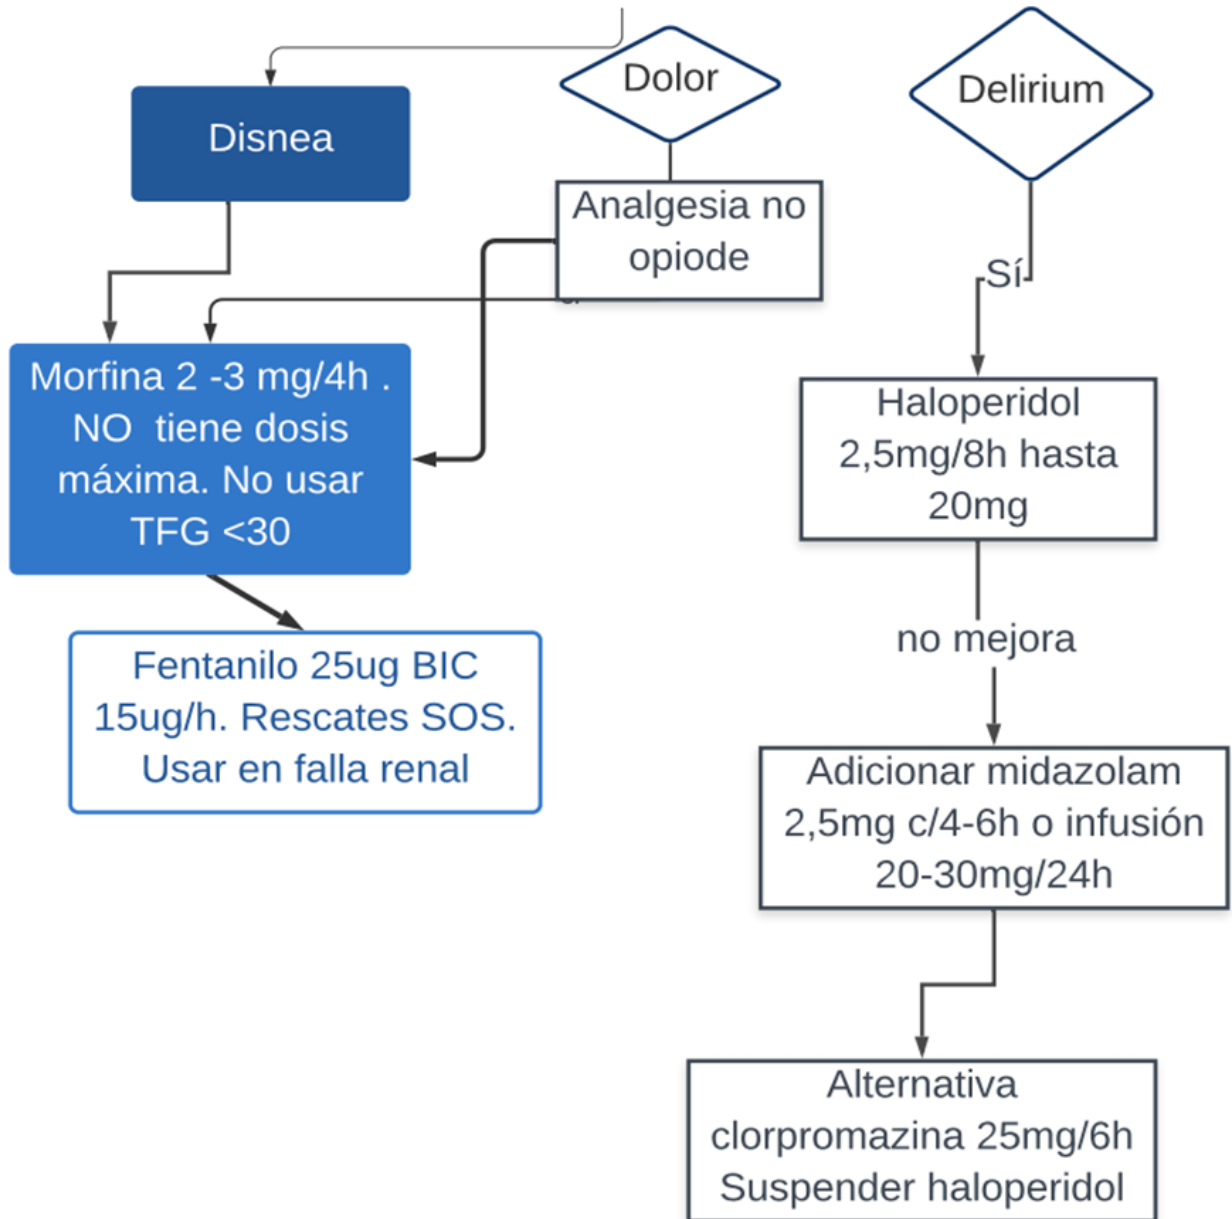 Disnea
Dolor
Delirium
Analgesia no
opiode
Sí
Morfina 2 -3 mg/4h .
NO tiene dosis
máxima. No usar
TFG <30
Haloperidol
2,5mg/8h hasta
20mg
Fentanilo 25ug BIC
15ug/h. Rescates SOS.
Usar en falla renal
no mejora
Adicionar midazolam
2,5mg c/4-6h o infusión
20-30mg/24h
Alternativa
clorpromazina 25mg/6h
Suspender haloperidol